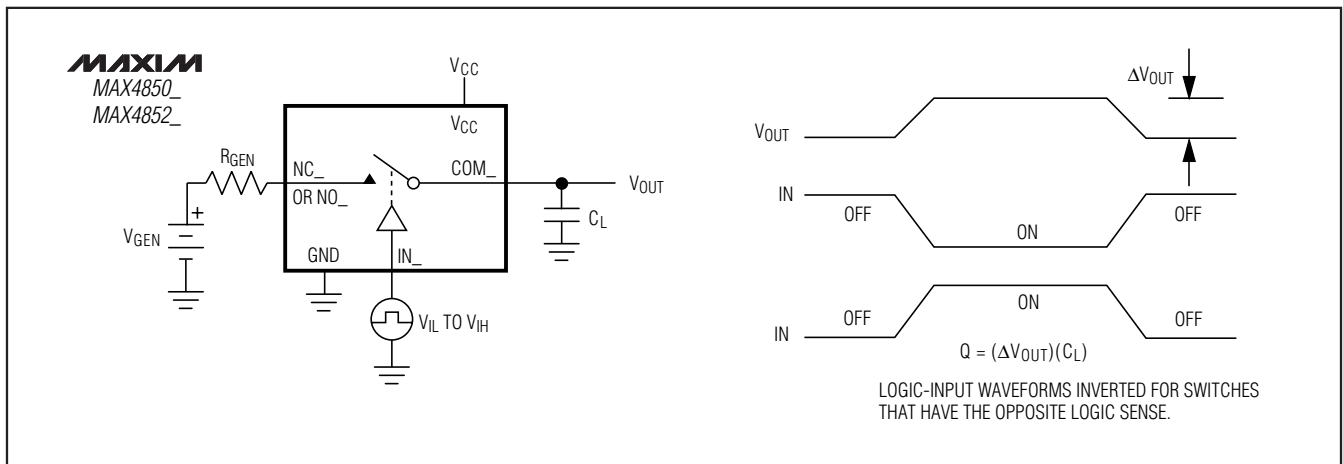 MAXIM
MAX4850_
MAX4852_
VCC
VCC
RGEN
NC_
OR NO_
COM_
VOUT
CL
VGEN
+
GND
IN_
VIL TO VIH
ΔVOUT
VOUT
IN
OFF
ON
OFF
IN
OFF
ON
OFF
Q = (ΔVOUT)(CL)
LOGIC-INPUT WAVEFORMS INVERTED FOR SWITCHES
THAT HAVE THE OPPOSITE LOGIC SENSE.